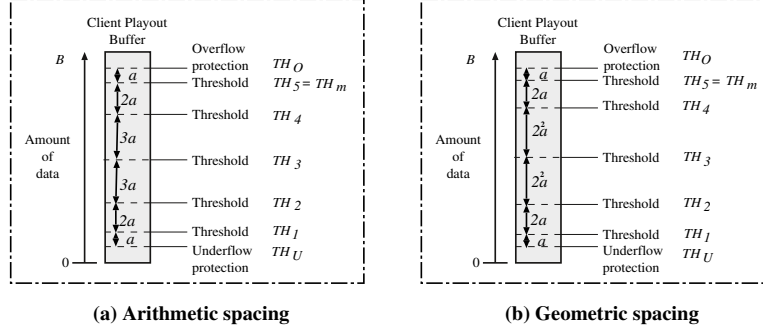 Client Playout
Buffer
B
Overflow
protection
TH_O
a
Threshold
TH_5 = TH_m
2a
Threshold
TH_4
3a
Amount
of
data
Threshold
TH_3
3a
Threshold
TH_2
2a
Threshold
TH_1
a
Underflow
protection
TH_U
0
(a) Arithmetic spacing
Client Playout
Buffer
B
Overflow
protection
TH_O
a
Threshold
TH_5 = TH_m
2a
Threshold
TH_4
2²a
Amount
of
data
Threshold
TH_3
2²a
Threshold
TH_2
2a
Threshold
TH_1
a
Underflow
protection
TH_U
0
(b) Geometric spacing